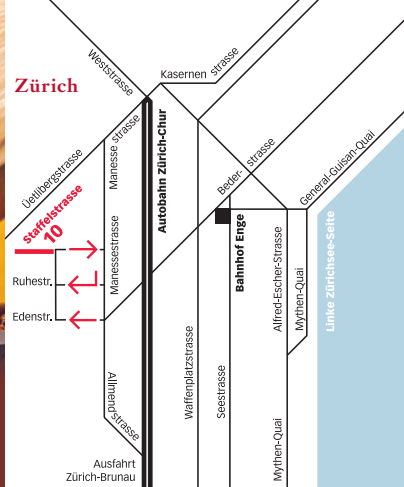 Zürich
Weststrasse
Kasernen strasse
Üetlibergstrasse
Manesse strasse
Autobahn Zürich-Chur
Beder- strasse
General-Guisan-Quai
Staffelstrasse
10
Manessestrasse
Ruhestr.
Edenstr.
Bahnhof Enge
Alfred-Escher-Strasse
Mythen-Quai
Linke Zürichsee-Seite
Waffenplatzstrasse
Seestrasse
Allmend strasse
Mythen-Quai
Ausfahrt
Zürich-Brunau